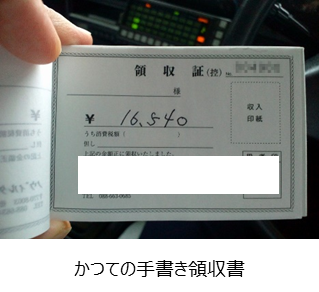 領収証(控)
№
様
¥ 16,540
収入
印紙
うち消費税額( )
但し
上記の金額正に領収いたしました。
TEL
かつての手書き領収書